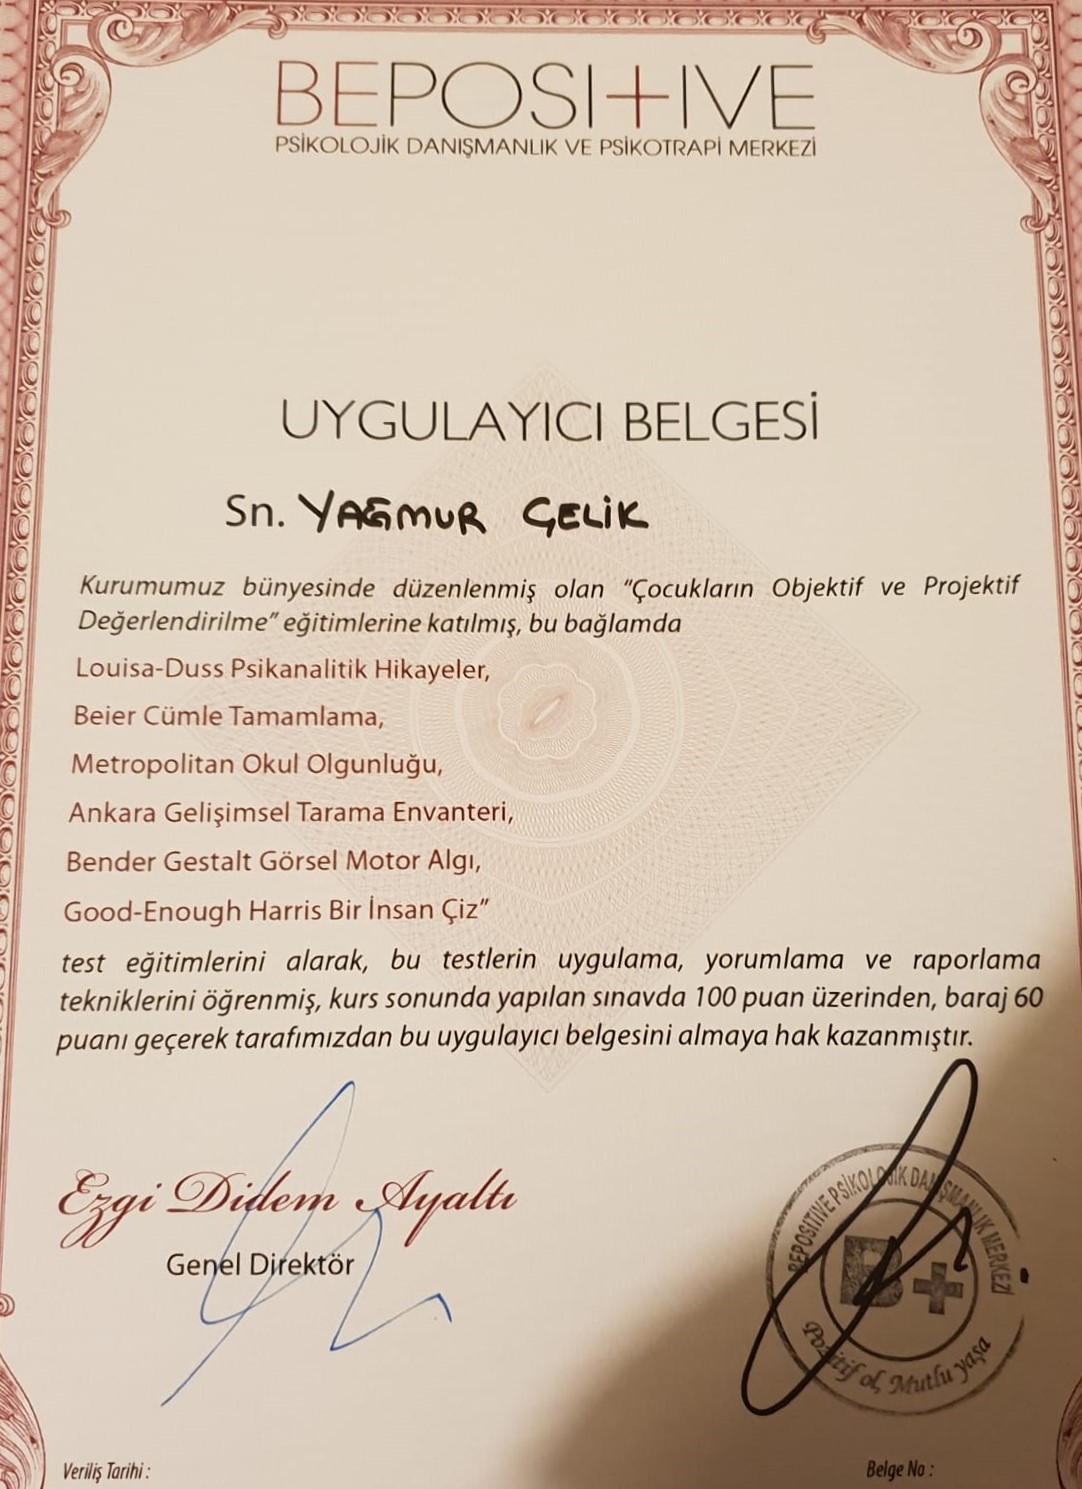 BEPOSITIVE
PSİKOLOJİK DANIŞMANLIK VE PSİKOTRAPİ MERKEZİ
UYGULAYICI BELGESİ
Sn. YAĞMUR ÇELİK
Kurumumuz bünyesinde düzenlenmiş olan “Çocukların Objektif ve Projektif
Değerlendirilme” eğitimlerine katılmış, bu bağlamda
Louisa-Duss Psikanalitik Hikayeler,
Beier Cümle Tamamlama,
Metropolitan Okul Olgunluğu,
Ankara Gelişimsel Tarama Envanteri,
Bender Gestalt Görsel Motor Algı,
Good-Enough Harris Bir İnsan Çiz”
test eğitimlerini alarak, bu testlerin uygulama, yorumlama ve raporlama
tekniklerini öğrenmiş, kurs sonunda yapılan sınavda 100 puan üzerinden, baraj 60
puanı geçerek tarafımızdan bu uygulayıcı belgesini almaya hak kazanmıştır.
Ezgi Didem Ayaltı
Genel Direktör
BEPOSITIVE PSİKOLOJİK DANIŞMANLIK MERKEZİ
B+
Pozitif ol, Mutlu yaşa
Veriliş Tarihi :
Belge No :